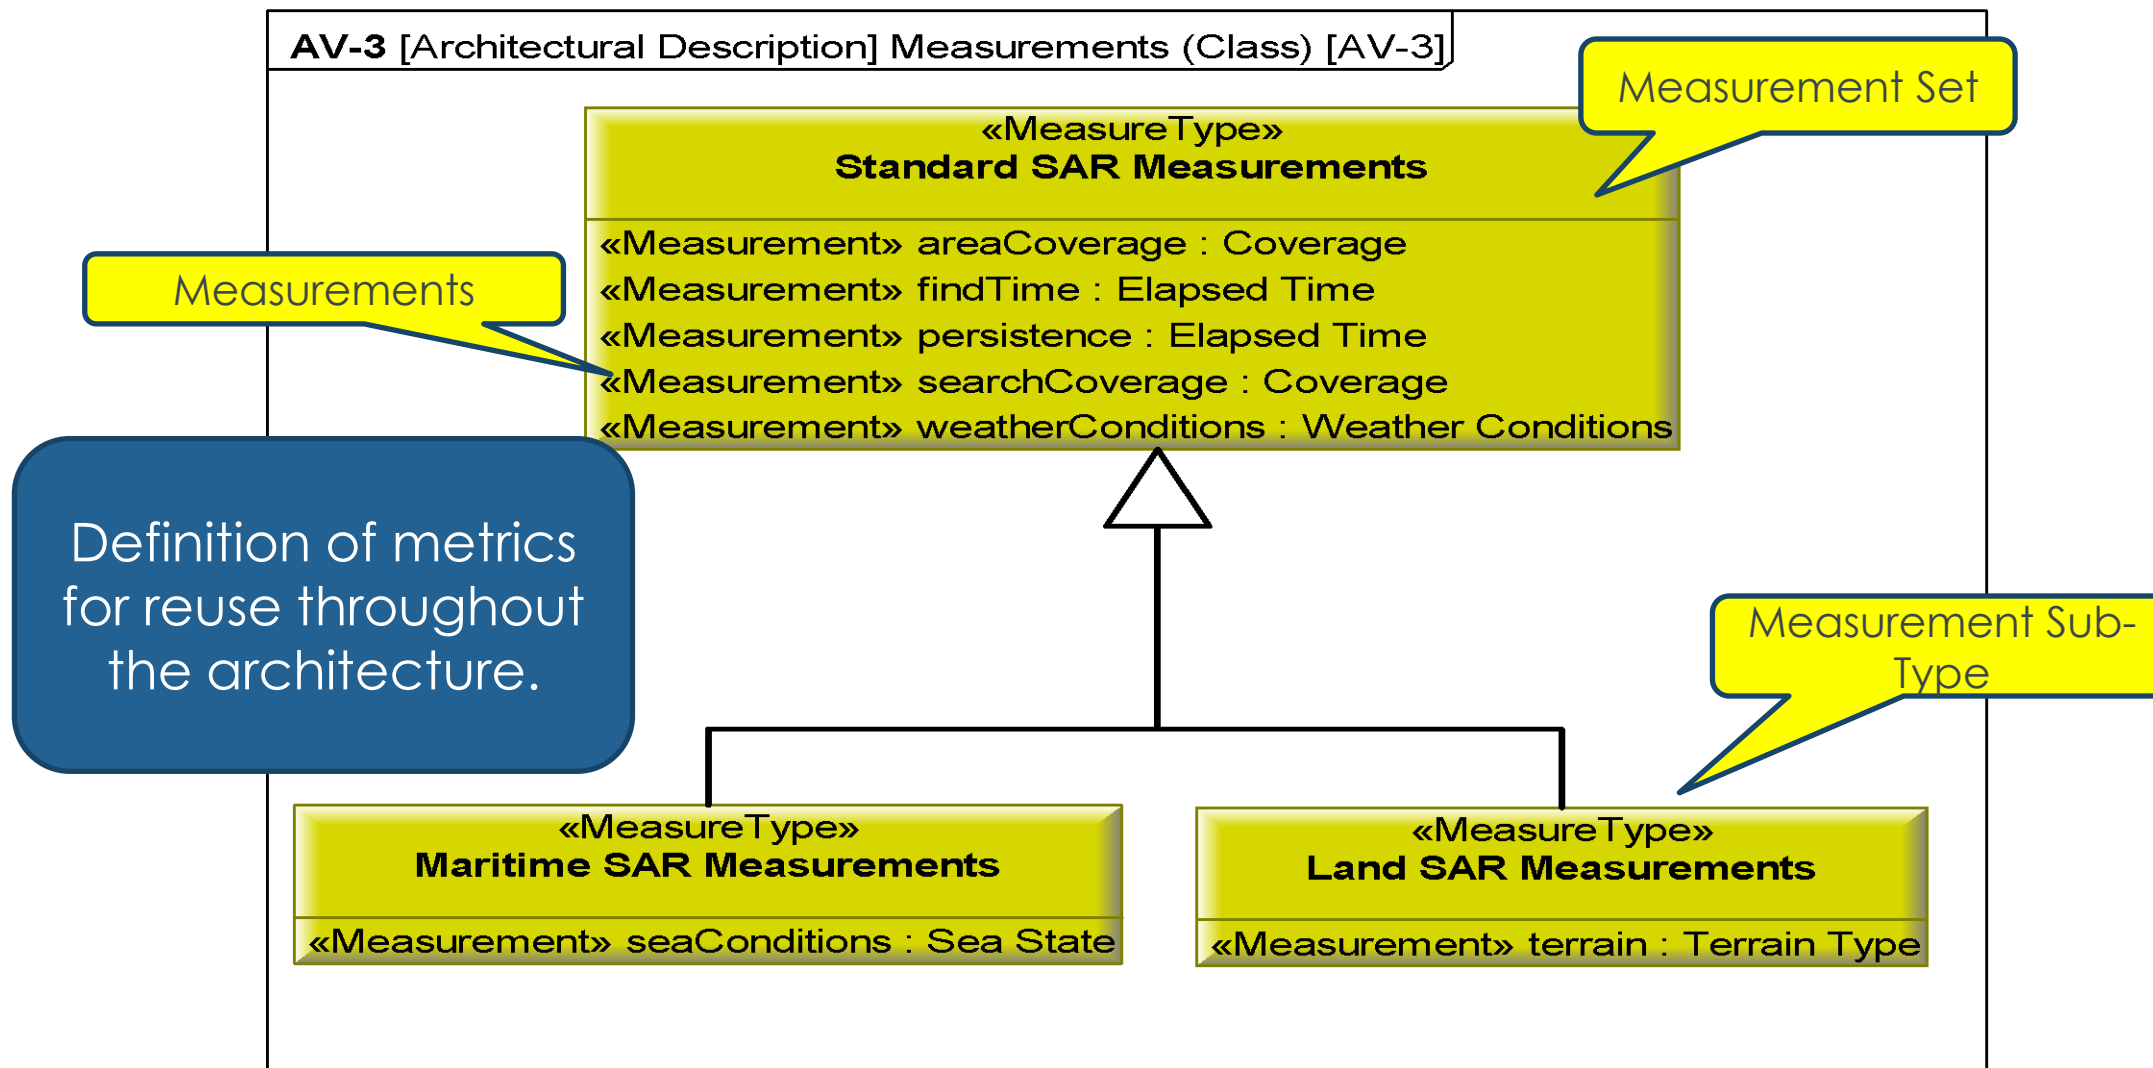 AV-3 [Architectural Description] Measurements (Class) [AV-3]
Measurement Set
«MeasureType»
Standard SAR Measurements
«Measurement» areaCoverage : Coverage
«Measurement» findTime : Elapsed Time
«Measurement» persistence : Elapsed Time
«Measurement» searchCoverage : Coverage
«Measurement» weatherConditions : Weather Conditions
Measurements
Definition of metrics
for reuse throughout
the architecture.
Measurement Sub-
Type
«MeasureType»
Maritime SAR Measurements
«Measurement» seaConditions : Sea State
«MeasureType»
Land SAR Measurements
«Measurement» terrain : Terrain Type